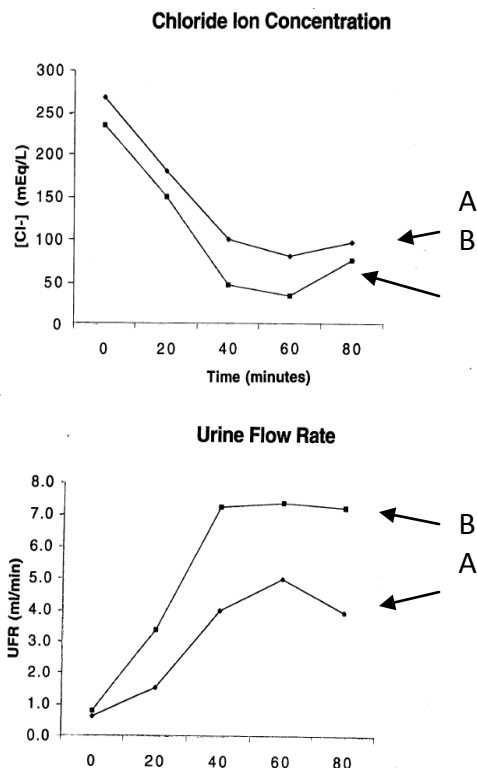 Chloride Ion Concentration
300
250
200
150
100
50
0
[Cl-] (mEq/L)
0 20 40 60 80
Time (minutes)
A
B
Urine Flow Rate
8.0
7.0
6.0
5.0
4.0
3.0
2.0
1.0
0.0
UFR (ml/min)
0 20 40 60 80
B
A